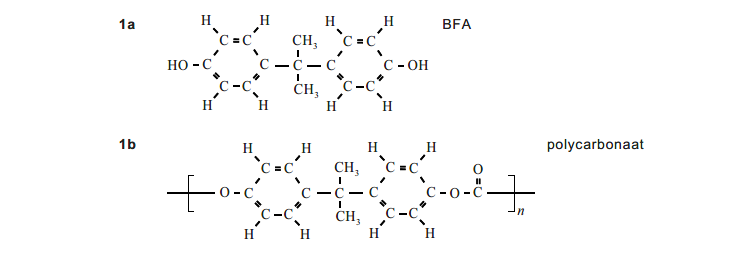 1a H H H H BFA
C=C CH3 C=C
HO-C C-C-C C-OH
C-C CH3 C-C
H H H H
1b H H H H polycarbonaat
C=C CH3 C=C O
O-C C-C-C C-O-C
C-C CH3 C-C n
H H H H